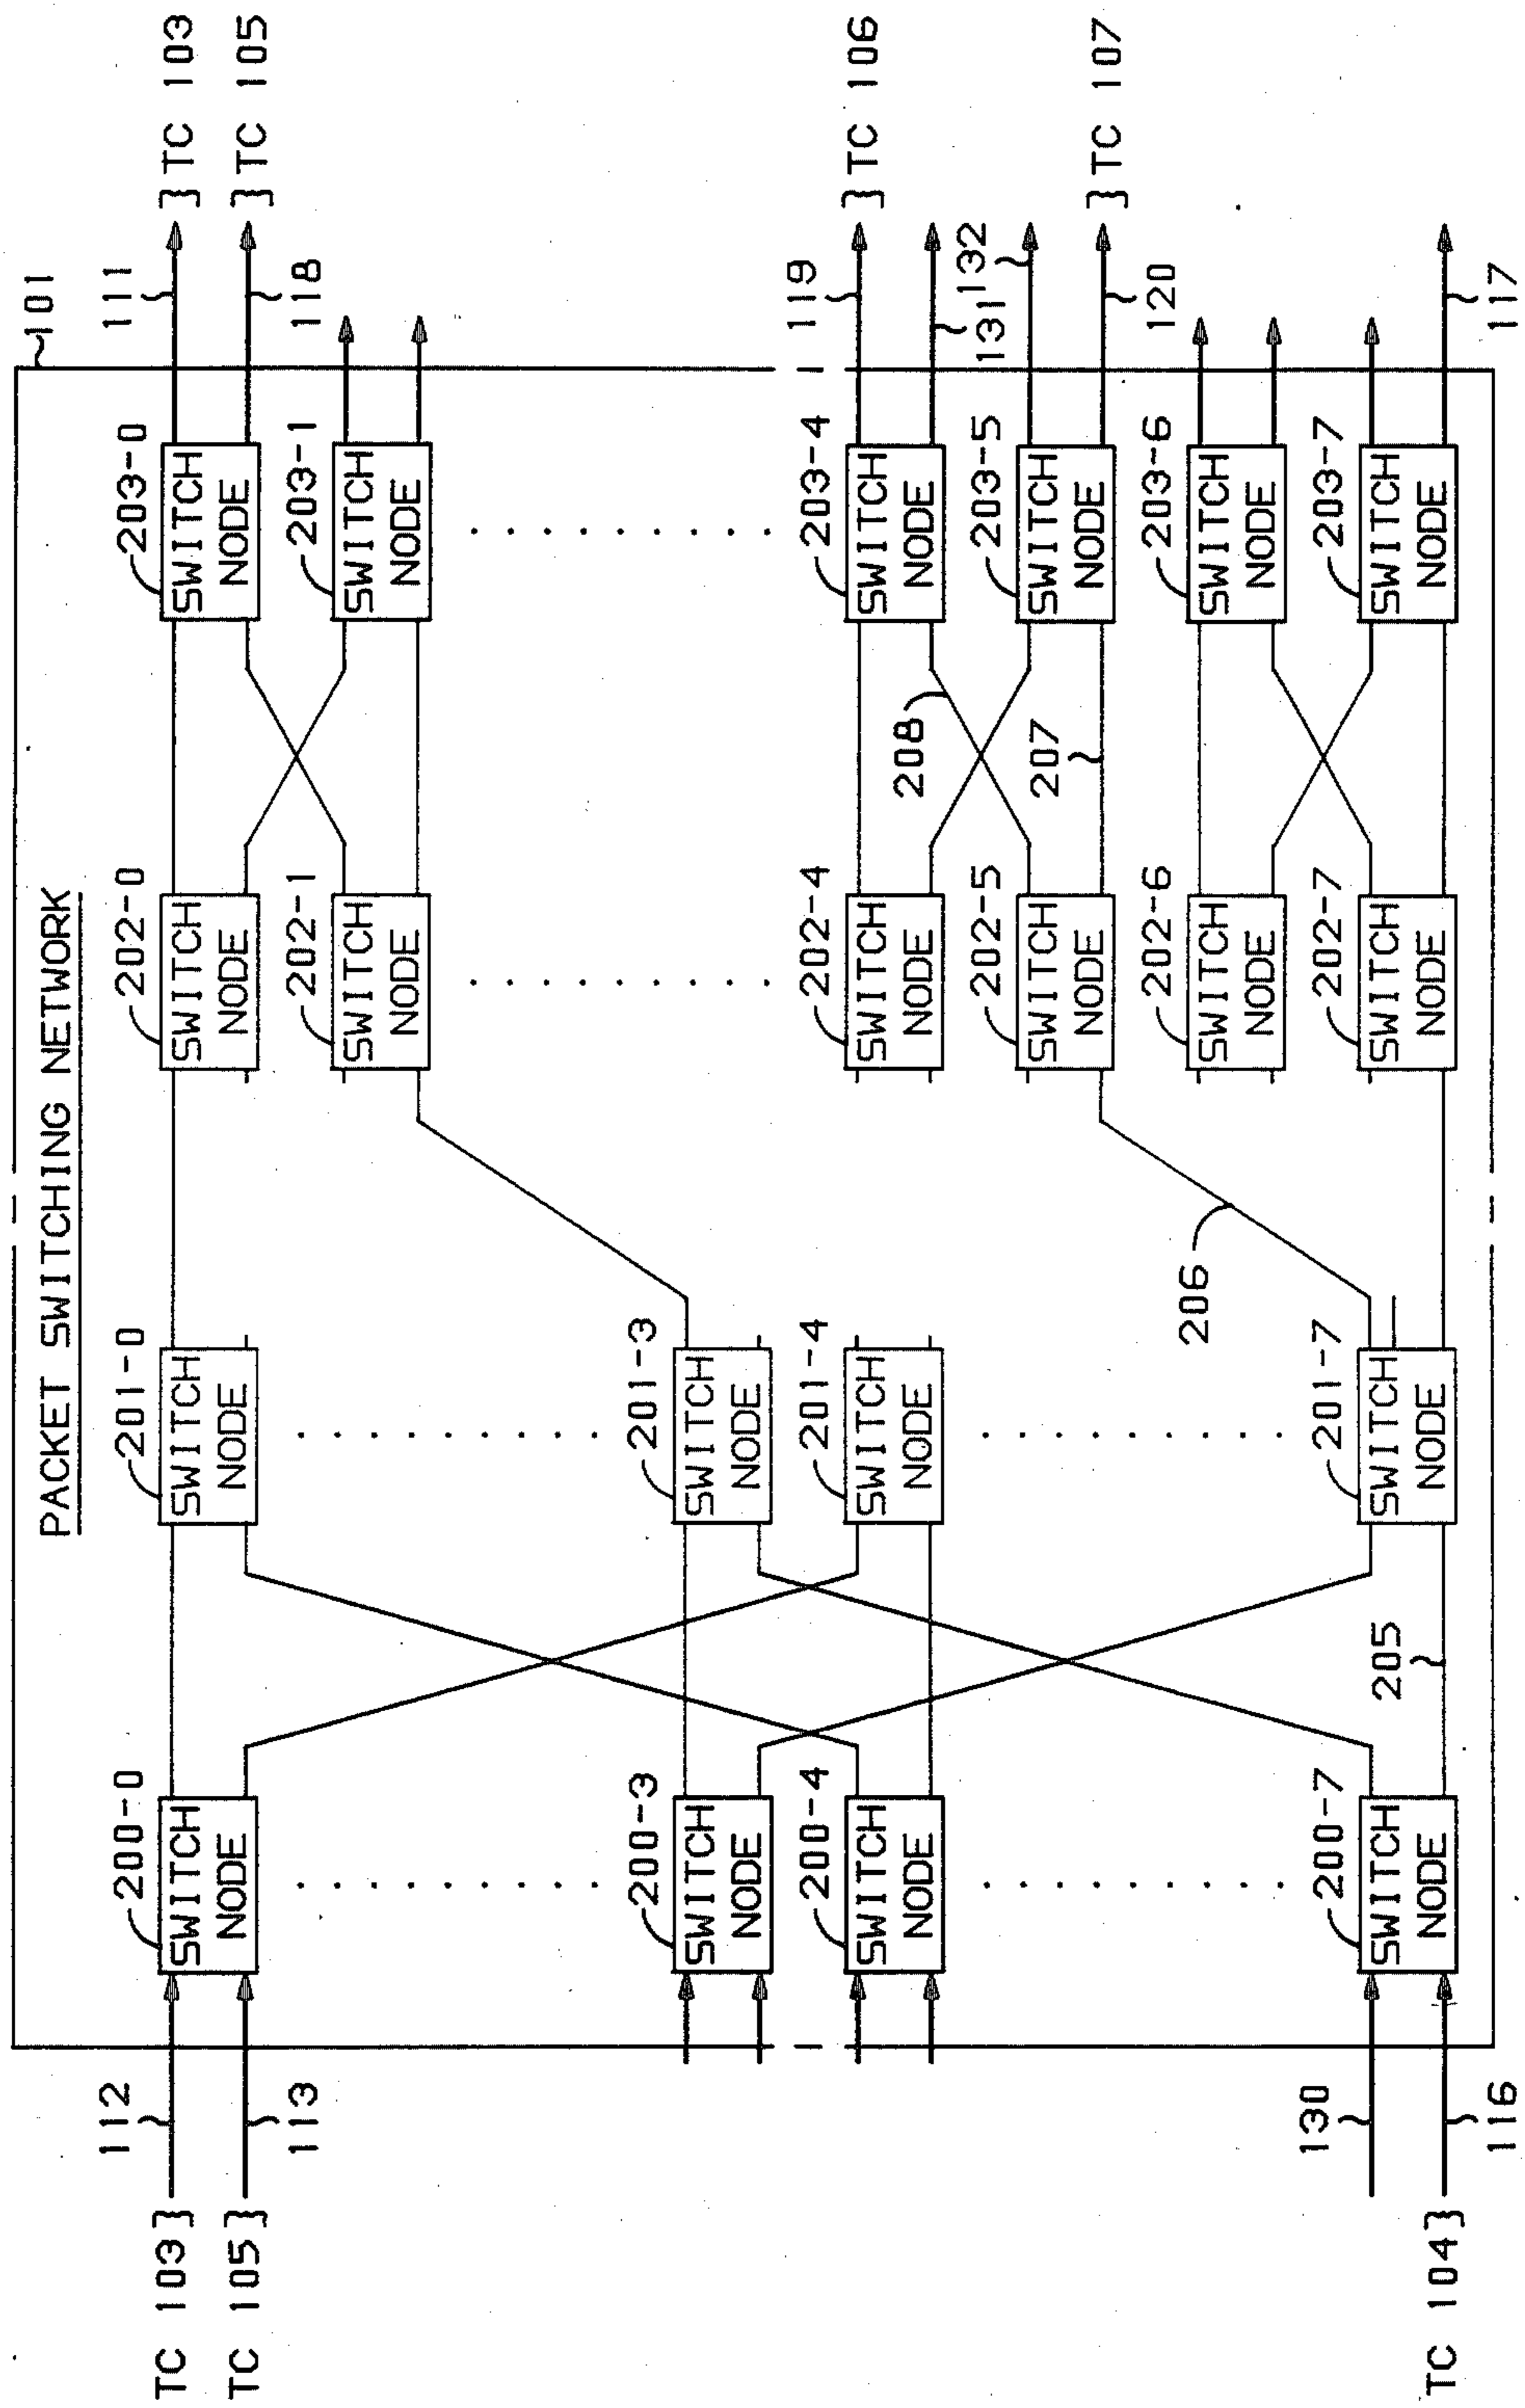 PACKET SWITCHING NETWORK
101
TC 103}
112
200-0
SWITCH
NODE
201-0
SWITCH
NODE
202-0
SWITCH
NODE
203-0
SWITCH
NODE
111
}TC 103
TC 105}
113
118
}TC 105
202-1
SWITCH
NODE
203-1
SWITCH
NODE
200-3
SWITCH
NODE
201-3
SWITCH
NODE
200-4
SWITCH
NODE
201-4
SWITCH
NODE
202-4
SWITCH
NODE
203-4
SWITCH
NODE
119
}TC 106
131
208
202-5
SWITCH
NODE
203-5
SWITCH
NODE
132
207
120
}TC 107
206
202-6
SWITCH
NODE
203-6
SWITCH
NODE
130
200-7
SWITCH
NODE
205
201-7
SWITCH
NODE
202-7
SWITCH
NODE
203-7
SWITCH
NODE
TC 104}
116
117